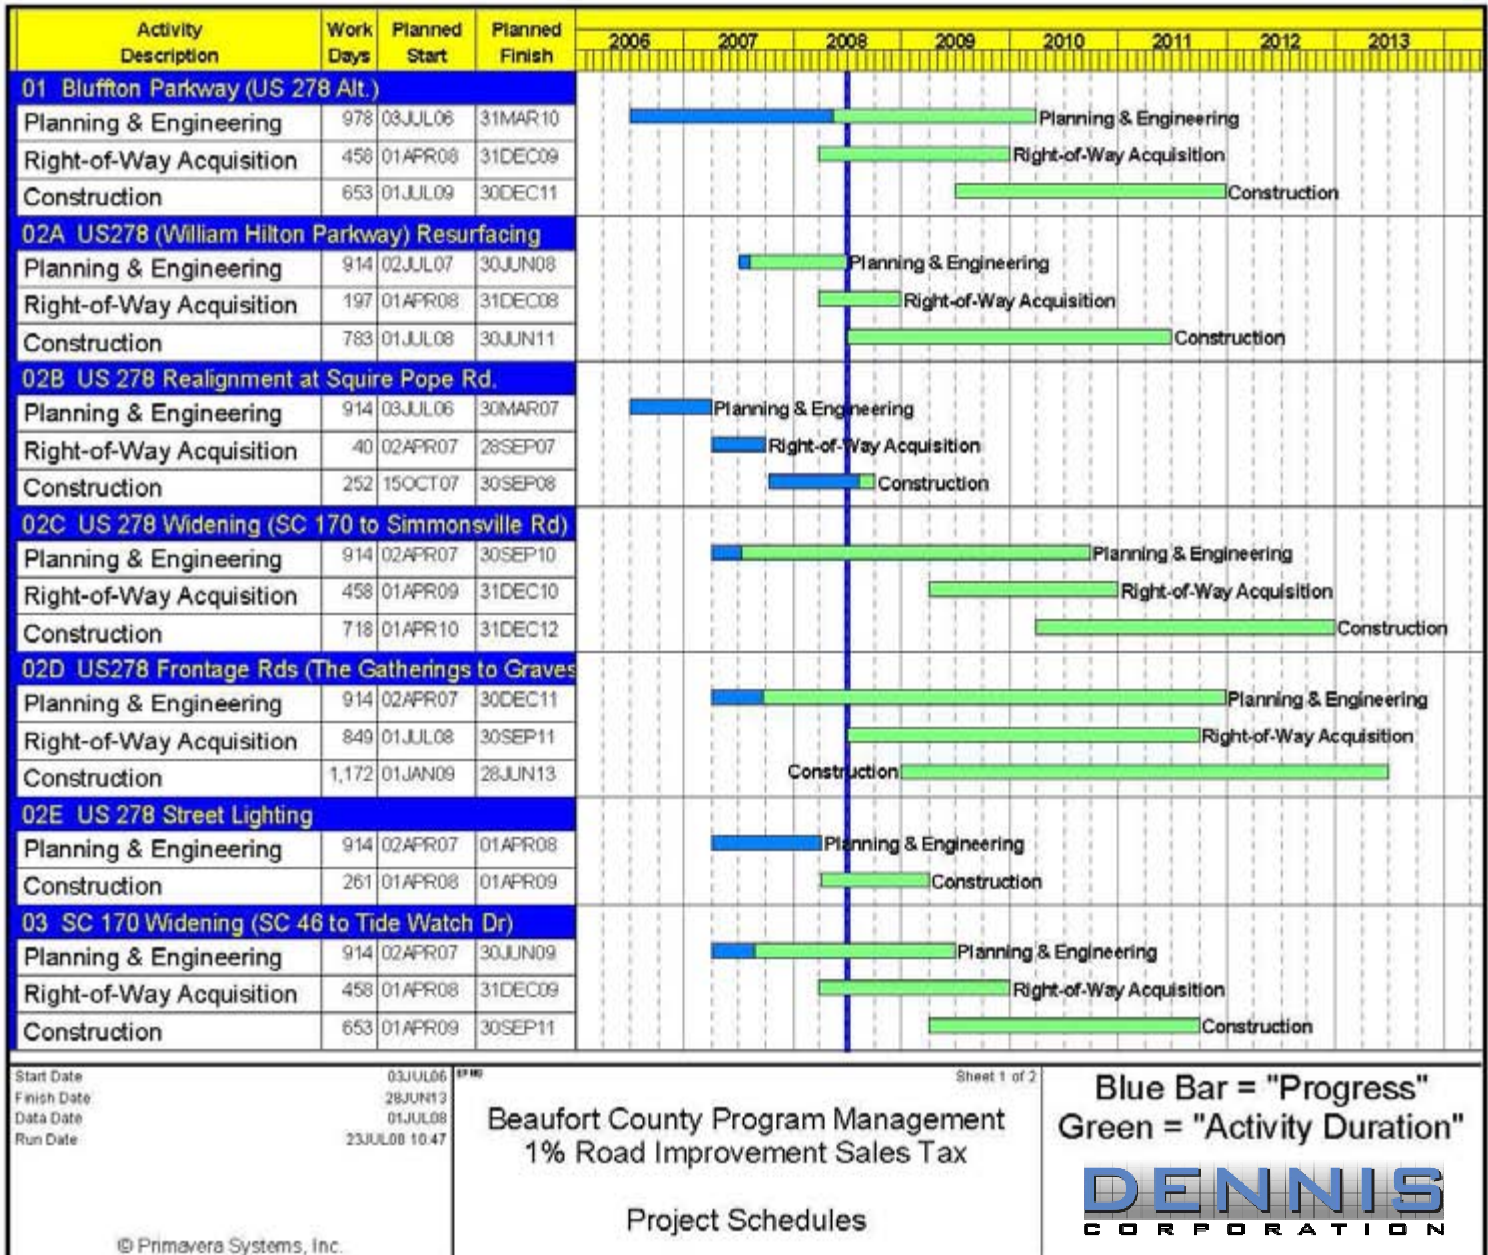 Activity Description Work Days Planned Start Planned Finish
2006 2007 2008 2009 2010 2011 2012 2013
01 Bluffton Parkway (US 278 Alt.)
Planning & Engineering 978 03JUL06 31MAR10 Planning & Engineering
Right-of-Way Acquisition 458 01APR08 31DEC09 Right-of-Way Acquisition
Construction 653 01JUL09 30DEC11 Construction
02A US278 (William Hilton Parkway) Resurfacing
Planning & Engineering 914 02JUL07 30JUN08 Planning & Engineering
Right-of-Way Acquisition 197 01APR08 31DEC08 Right-of-Way Acquisition
Construction 783 01JUL08 30JUN11 Construction
02B US 278 Realignment at Squire Pope Rd.
Planning & Engineering 914 03JUL06 30MAR07 Planning & Engineering
Right-of-Way Acquisition 40 02APR07 28SEP07 Right-of-Way Acquisition
Construction 252 15OCT07 30SEP08 Construction
02C US 278 Widening (SC 170 to Simmonsville Rd)
Planning & Engineering 914 02APR07 30SEP10 Planning & Engineering
Right-of-Way Acquisition 458 01APR09 31DEC10 Right-of-Way Acquisition
Construction 718 01APR10 31DEC12 Construction
02D US278 Frontage Rds (The Gatherings to Graves
Planning & Engineering 914 02APR07 30DEC11 Planning & Engineering
Right-of-Way Acquisition 849 01JUL08 30SEP11 Right-of-Way Acquisition
Construction 1,172 01JAN09 28JUN13 Construction
02E US 278 Street Lighting
Planning & Engineering 914 02APR07 01APR08 Planning & Engineering
Construction 261 01APR08 01APR09 Construction
03 SC 170 Widening (SC 46 to Tide Watch Dr)
Planning & Engineering 914 02APR07 30JUN09 Planning & Engineering
Right-of-Way Acquisition 458 01APR08 31DEC09 Right-of-Way Acquisition
Construction 653 01APR09 30SEP11 Construction
Start Date 03JUL06
Finish Date 28JUN13
Data Date 01JUL08
Run Date 23JUL08 10:47
© Primavera Systems, Inc.
Sheet 1 of 2
Beaufort County Program Management
1% Road Improvement Sales Tax
Project Schedules
Blue Bar = "Progress"
Green = "Activity Duration"
DENNIS
CORPORATION